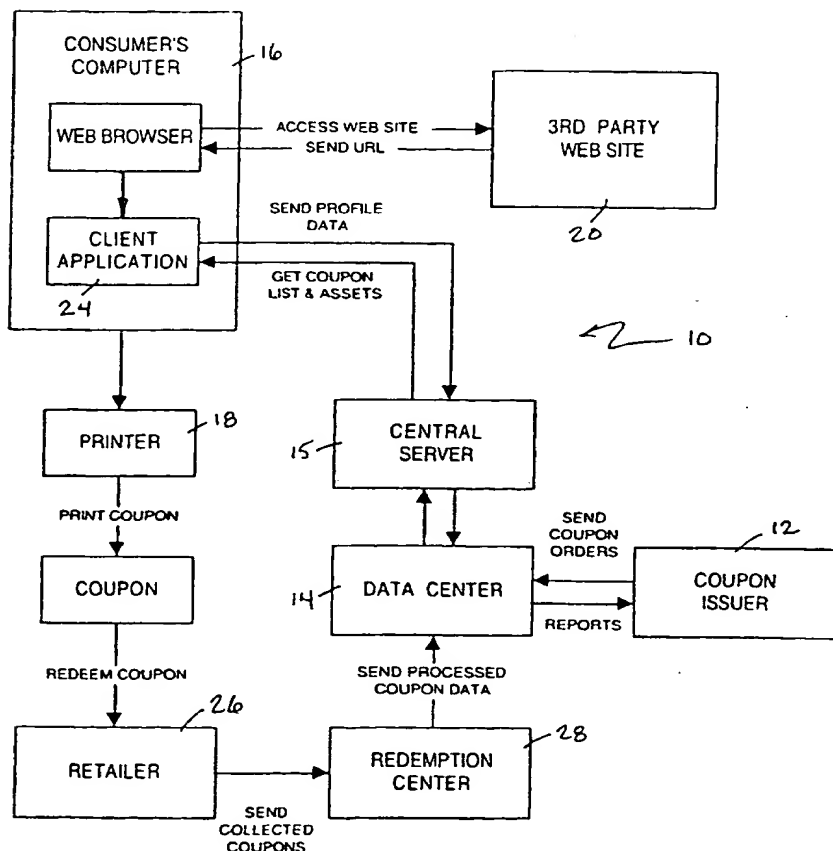 CONSUMER'S
COMPUTER
16
WEB BROWSER
ACCESS WEB SITE
SEND URL
3RD PARTY
WEB SITE
20
CLIENT
APPLICATION
24
SEND PROFILE
DATA
GET COUPON
LIST & ASSETS
10
PRINTER
18
15
CENTRAL
SERVER
PRINT COUPON
SEND
COUPON
ORDERS
12
COUPON
14
DATA CENTER
COUPON
ISSUER
REPORTS
REDEEM COUPON
SEND PROCESSED
COUPON DATA
26
RETAILER
28
REDEMPTION
CENTER
SEND
COLLECTED
COUPONS